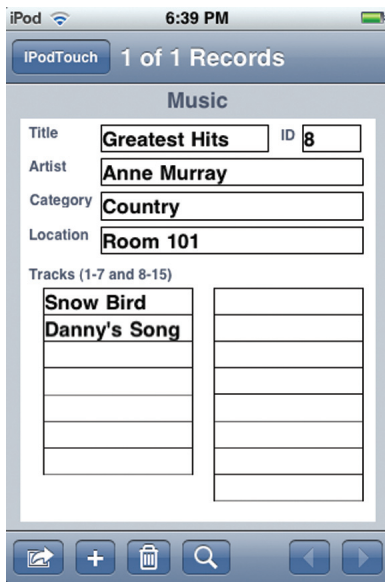 iPod 6:39 PM
IPodTouch 1 of 1 Records
Music
Title Greatest Hits ID 8
Artist Anne Murray
Category Country
Location Room 101
Tracks (1-7 and 8-15)
Snow Bird
Danny's Song